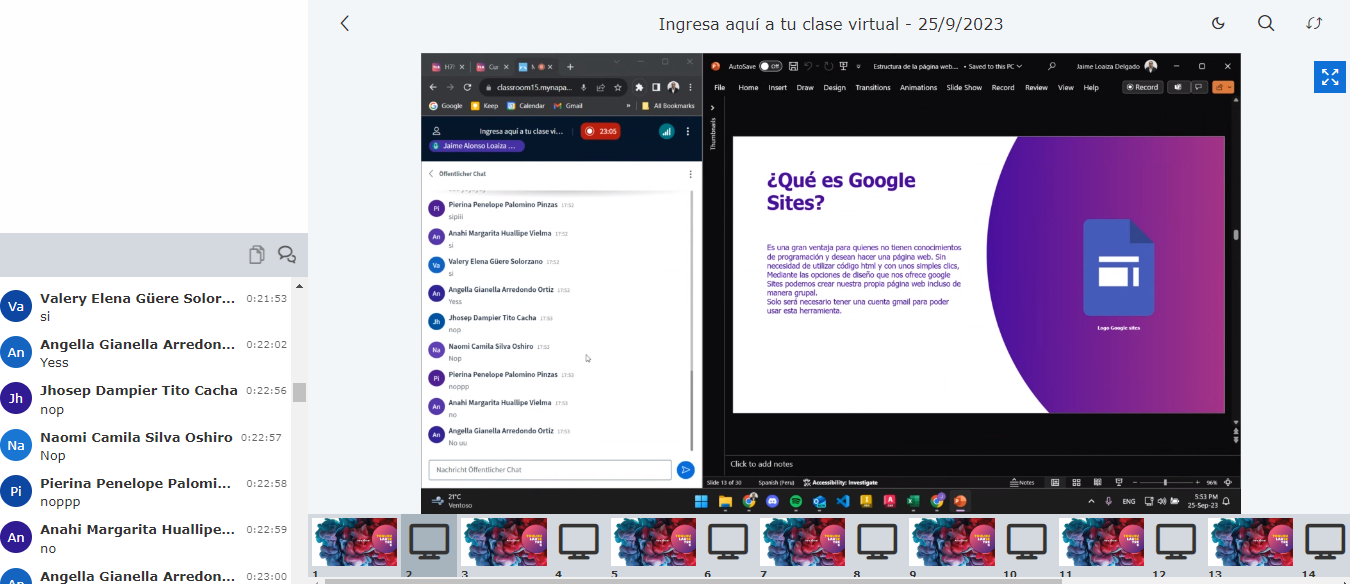 Ingresa aquí a tu clase virtual - 25/9/2023
Va
Valery Elena Güere Solor...
0:21:53
si
An
Angella Gianella Arredon...
0:22:02
Yess
Jh
Jhosep Dampier Tito Cacha
0:22:56
nop
Na
Naomi Camila Silva Oshiro
0:22:57
Nop
Pi
Pierina Penelope Palomi...
0:22:58
noppp
An
Anahi Margarita Huallipe...
0:22:59
no
Angella Gianella Arredon...
0:23:00
classroom15.mynapa...
Google
Keep
Calendar
Gmail
»
All Bookmarks
Ingresa aquí a tu clase vi...
23:05
Jaime Alonso Loaiza ...
Öffentlicher Chat
Pi
Pierina Penelope Palomino Pinzas 17:52
sipiii
An
Anahi Margarita Huallipe Vielma 17:52
si
Va
Valery Elena Güere Solorzano 17:52
si
An
Angella Gianella Arredondo Ortiz 17:52
Yess
Jh
Jhosep Dampier Tito Cacha 17:53
nop
Na
Naomi Camila Silva Oshiro 17:53
Nop
Pi
Pierina Penelope Palomino Pinzas 17:53
noppp
An
Anahi Margarita Huallipe Vielma 17:53
no
An
Angella Gianella Arredondo Ortiz 17:53
No uu
Nachricht Öffentlicher Chat
AutoSave
Off
Estructura de la página web... • Saved to this PC
Jaime Loaiza Delgado
File Home Insert Draw Design Transitions Animations Slide Show Record Review View Help
Record
Thumbnails
¿Qué es Google
Sites?
Es una gran ventaja para quienes no tienen conocimientos
de programación y desean hacer una página web. Sin
necesidad de utilizar código html y con unos simples clics,
Mediante las opciones de diseño que nos ofrece google
Sites podemos crear nuestra propia página web incluso de
manera grupal.
Solo será necesario tener una cuenta gmail para poder
usar esta herramienta.
Logo Google sites
Click to add notes
Slide 13 of 30
Spanish (Peru)
Accessibility: Investigate
Notes
96%
21°C
Ventoso
ENG
5:53 PM
25-Sep-23
1 2 3 4 5 6 7 8 9 10 11 12 13 14